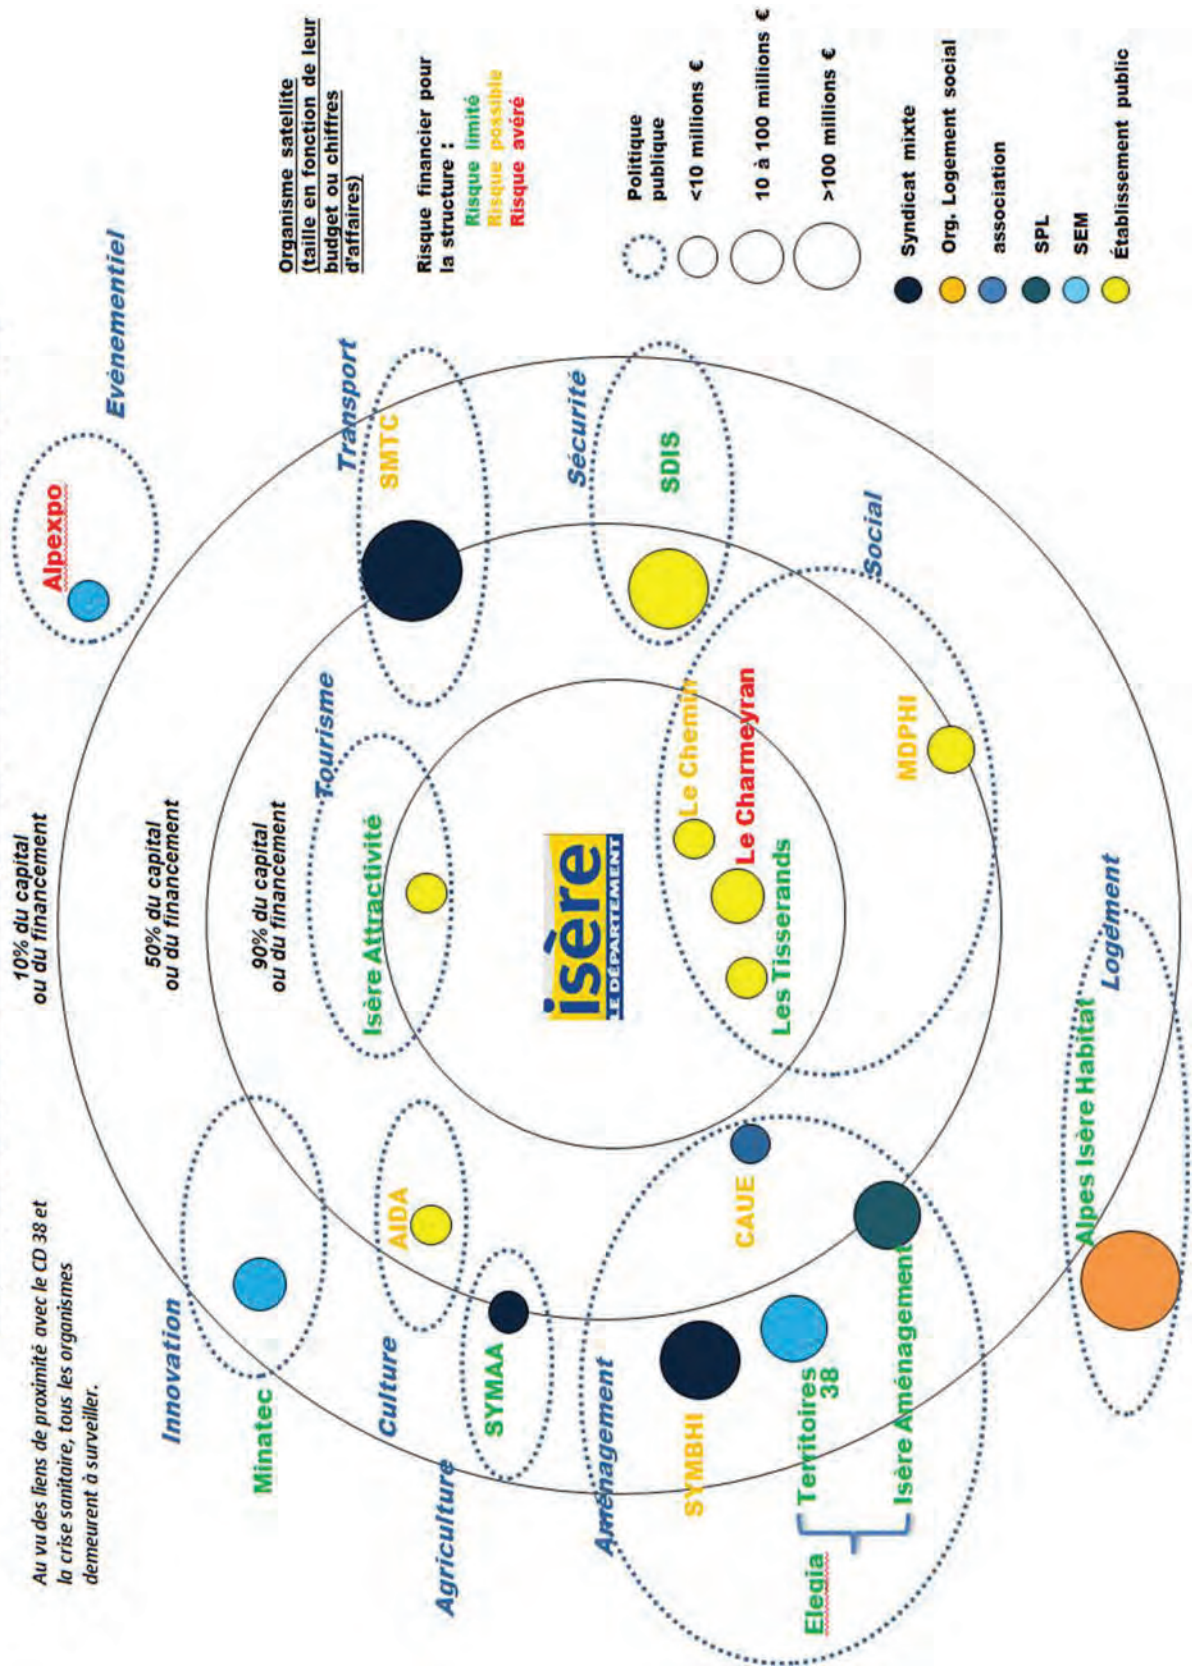 Au vu des liens de proximité avec le CD 38 et
la crise sanitaire, tous les organismes
demeurent à surveiller.
10% du capital
ou du financement
50% du capital
ou du financement
90% du capital
ou du financement
Organisme satellite
(taille en fonction de leur
budget ou chiffres
d'affaires)
Risque financier pour
la structure :
Risque limité
Risque possible
Risque avéré
Politique
publique
<10 millions €
10 à 100 millions €
>100 millions €
Syndicat mixte
Org. Logement social
association
SPL
SEM
Établissement public
Evènementiel
Alpexpo
Innovation
Minatec
Tourisme
Isère Attractivité
Transport
SMTC
Culture
AIDA
Agriculture
SYMAA
Sécurité
SDIS
isère
LE DÉPARTEMENT
Aménagement
SYMBHI
CAUE
Territoires
38
Isère Aménagement
Elegia
Social
Le Chemin
Le Charmeyran
Les Tisserands
MDPHI
Logement
Alpes Isère Habitat